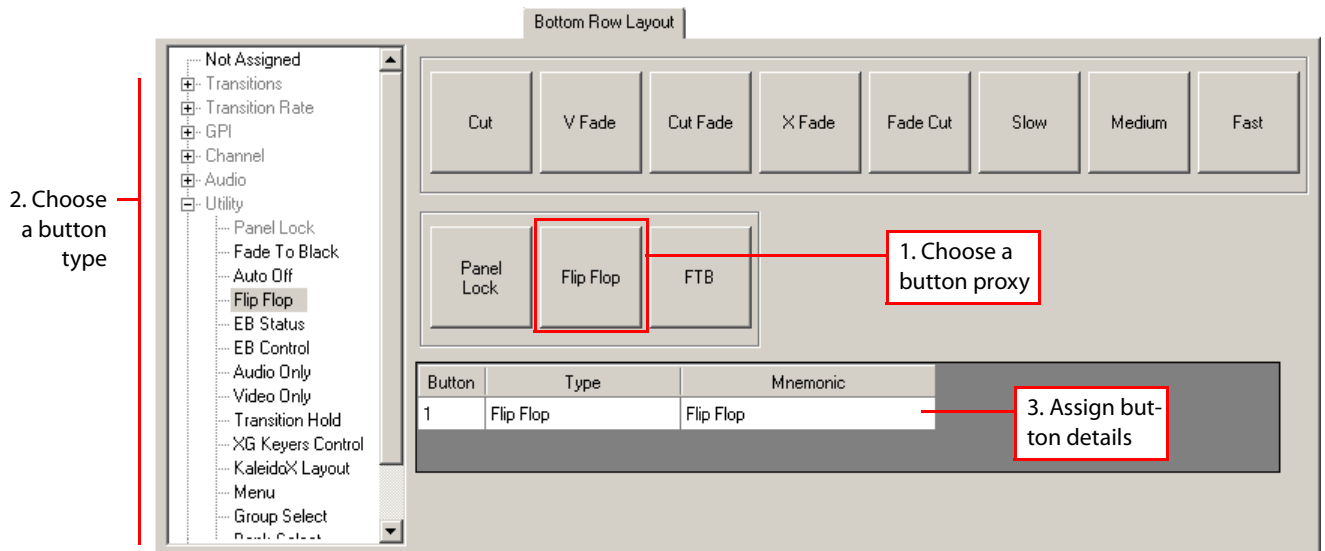 Bottom Row Layout
Not Assigned
Transitions
Transition Rate
GPI
Channel
Audio
Utility
Panel Lock
Fade To Black
Auto Off
Flip Flop
EB Status
EB Control
Audio Only
Video Only
Transition Hold
XG Keyers Control
KaleidoX Layout
Menu
Group Select
2. Choose
a button
type
Cut
V Fade
Cut Fade
X Fade
Fade Cut
Slow
Medium
Fast
Panel
Lock
Flip Flop
FTB
1. Choose a
button proxy
Button Type Mnemonic
1 Flip Flop Flip Flop
3. Assign but-
ton details